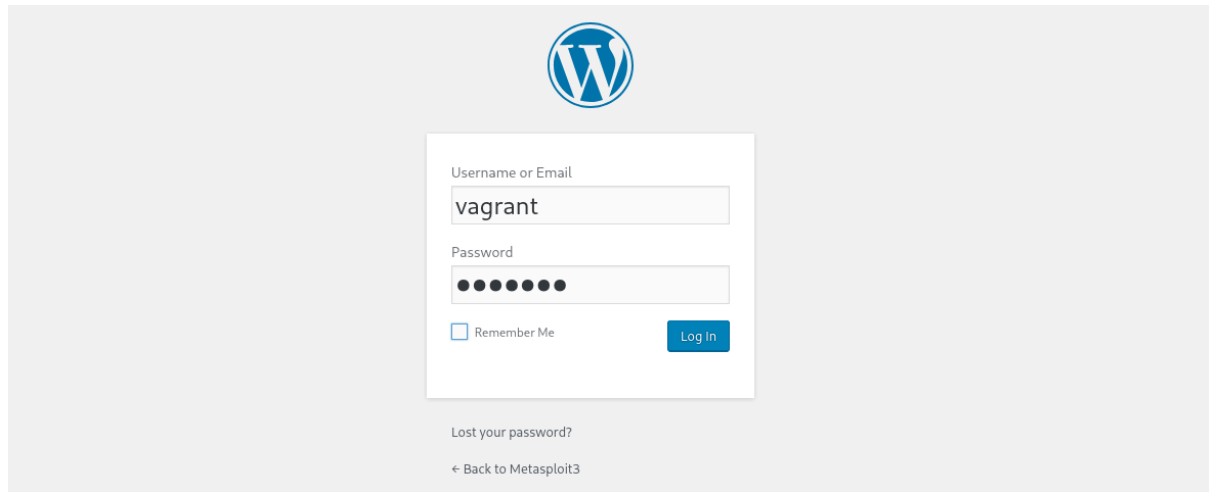 Username or Email
vagrant
Password
●●●●●●●
Remember Me
Log In
Lost your password?
← Back to Metasploit3